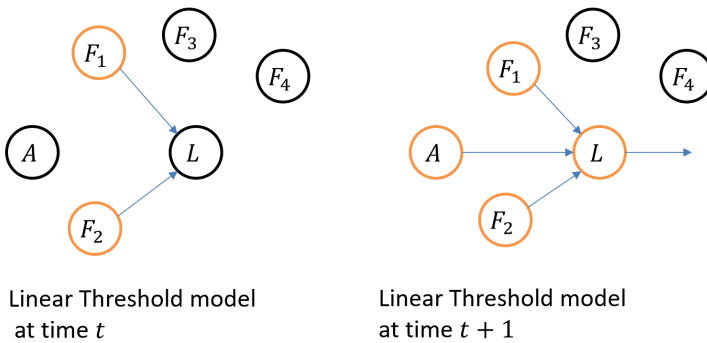 F₁
F₃
F₄
A
L
F₂
Linear Threshold model
at time t
F₁
F₃
F₄
A
L
F₂
Linear Threshold model
at time t + 1